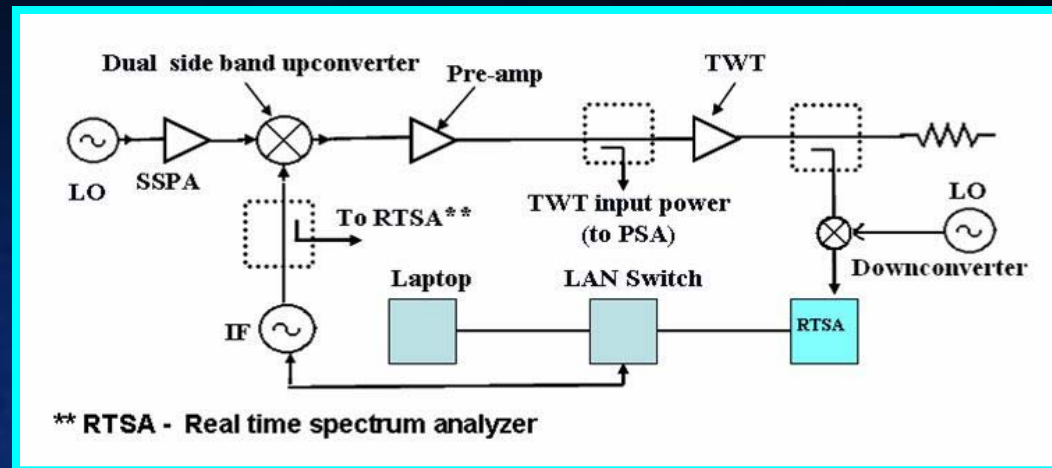 Dual side band upconverter
Pre-amp
TWT
LO
SSPA
To RTSA**
TWT input power
(to PSA)
LO
Downconverter
Laptop
LAN Switch
RTSA
IF
** RTSA - Real time spectrum analyzer